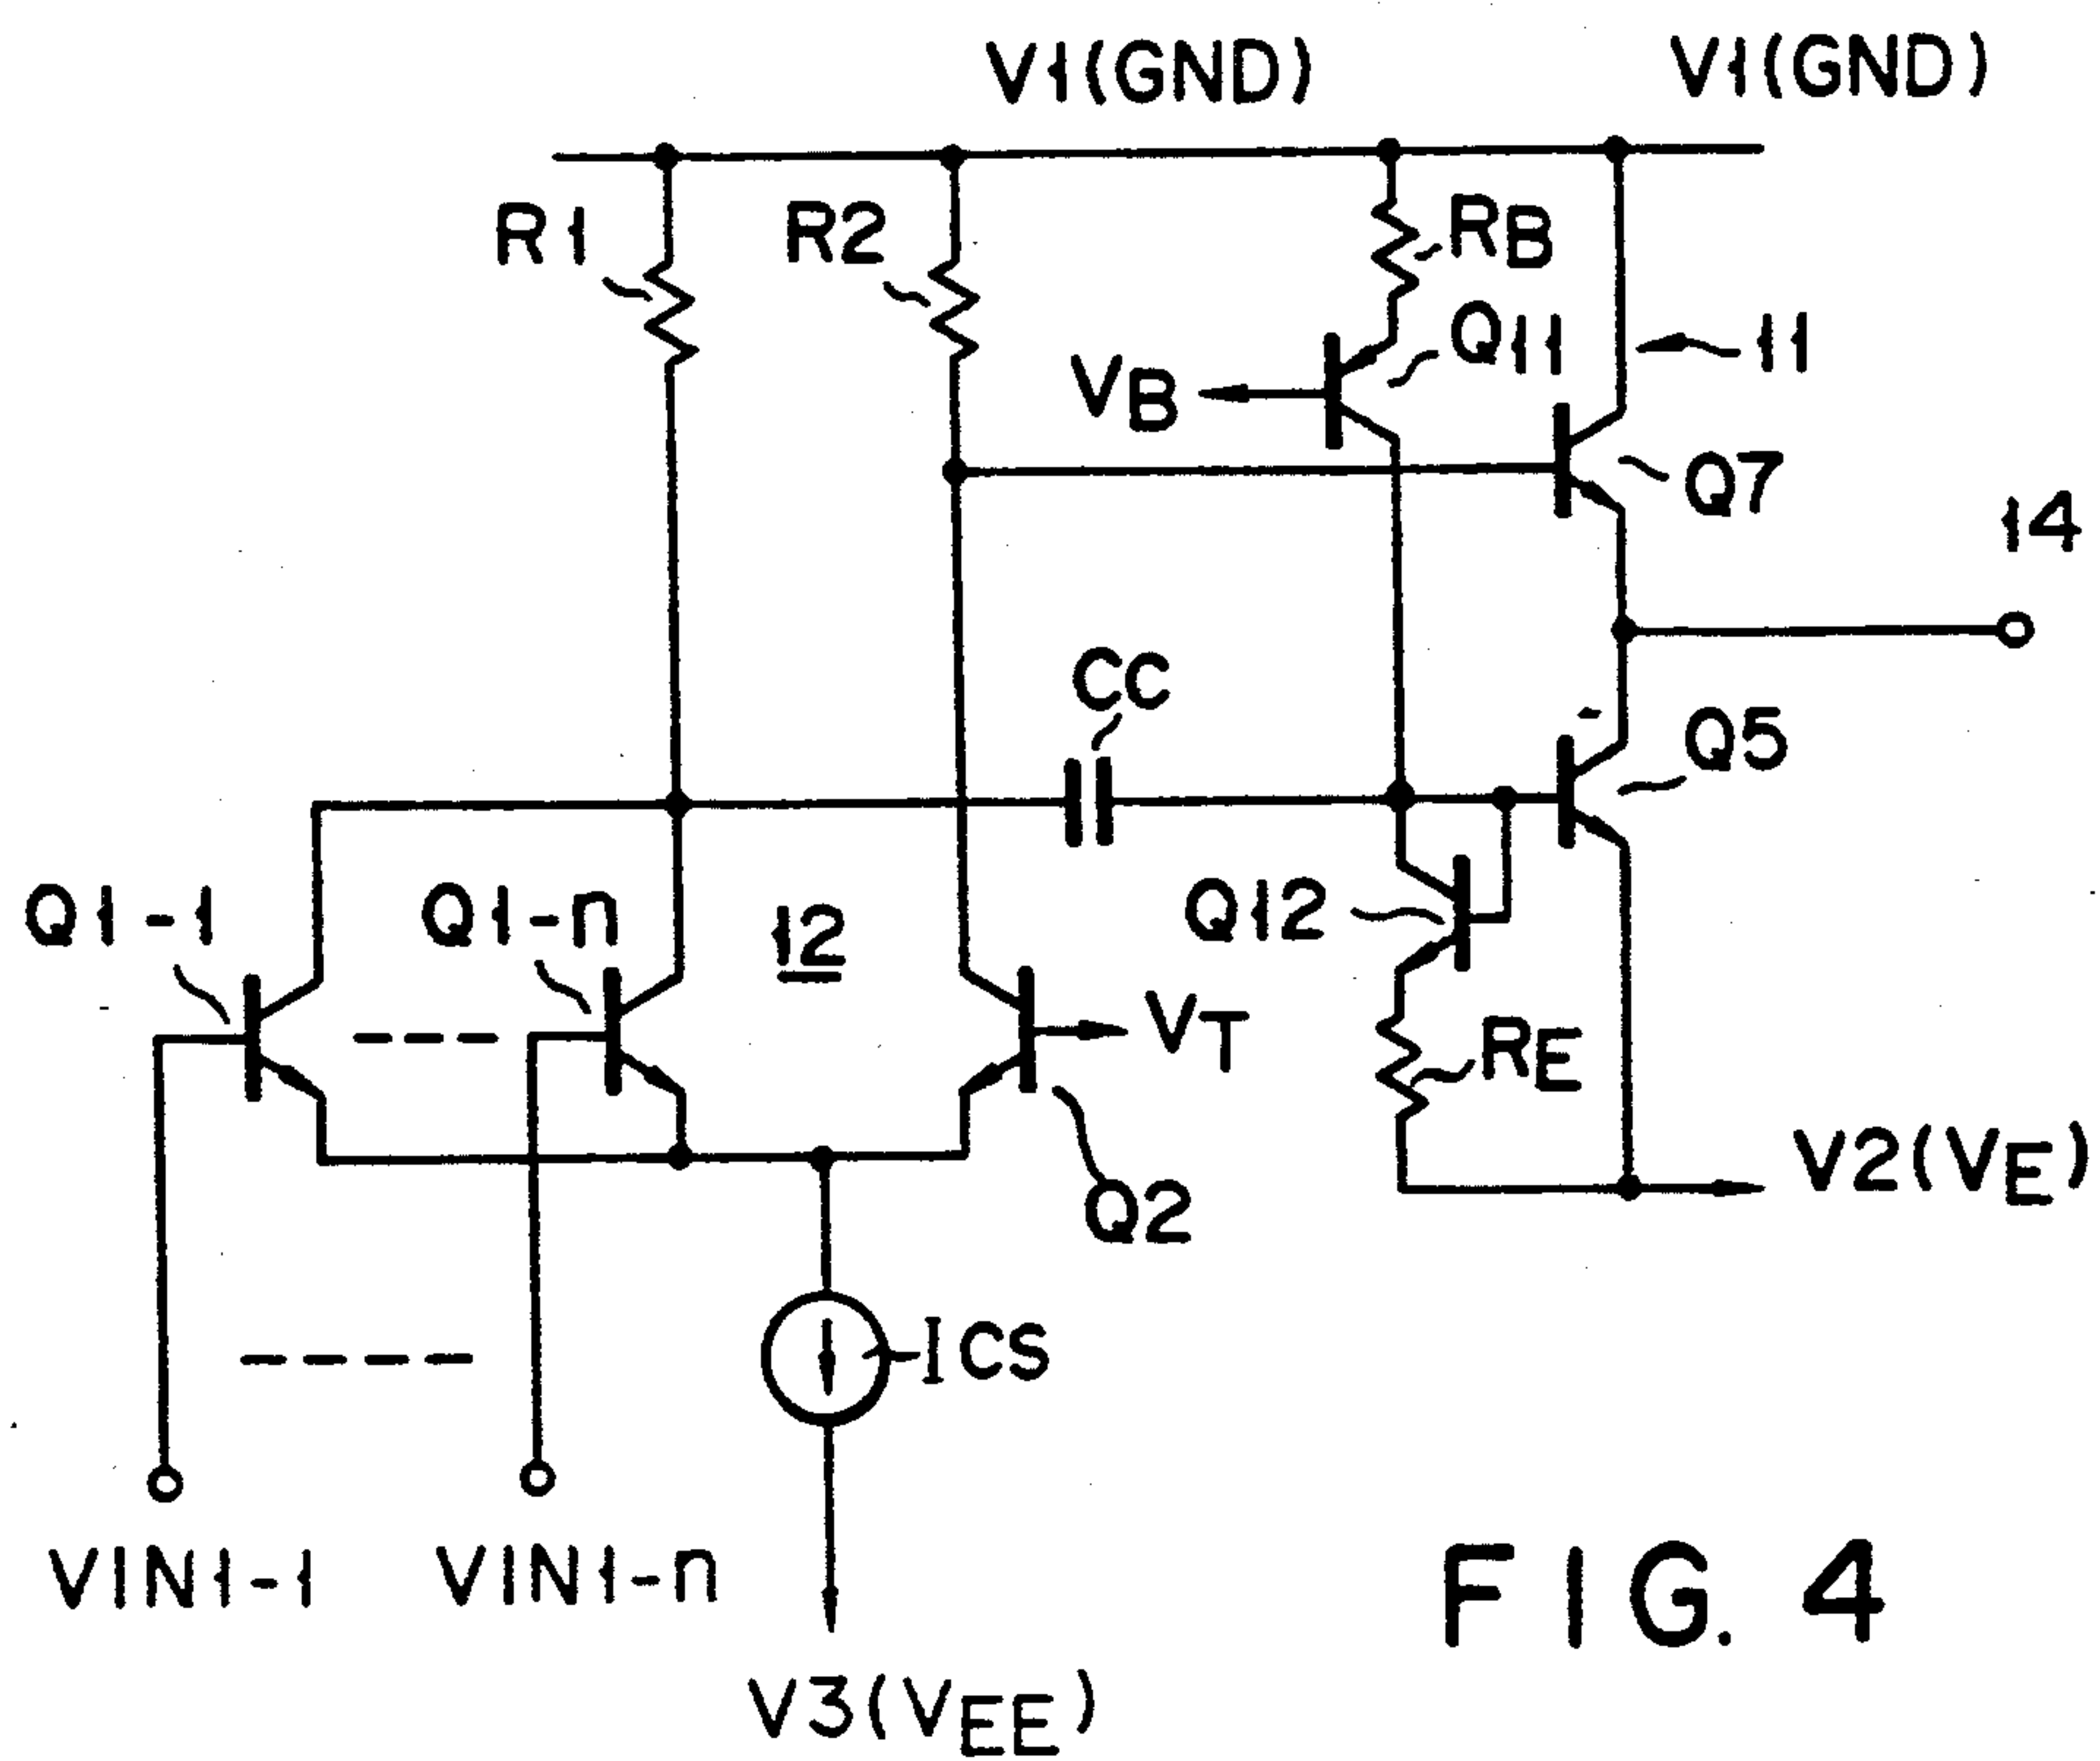 V1(GND)
V1(GND)
R1
R2
RB
Q11
VB
11
Q7
14
CC
Q5
Q1-1
Q1-n
12
Q12
VT
RE
V2(VE)
Q2
ICS
VIN1-1
VIN1-n
V3(VEE)
FIG. 4